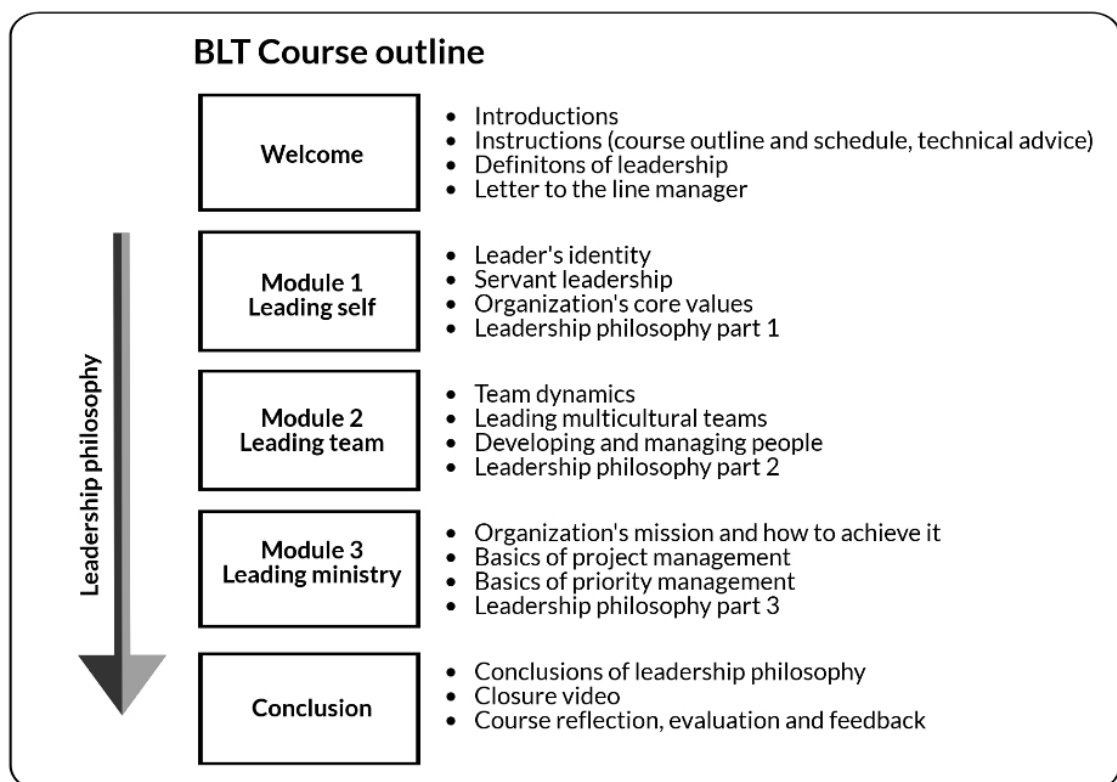 BLT Course outline
Welcome
• Introductions
• Instructions (course outline and schedule, technical advice)
• Definitons of leadership
• Letter to the line manager
Leadership philosophy
Module 1
Leading self
• Leader's identity
• Servant leadership
• Organization's core values
• Leadership philosophy part 1
Module 2
Leading team
• Team dynamics
• Leading multicultural teams
• Developing and managing people
• Leadership philosophy part 2
Module 3
Leading ministry
• Organization's mission and how to achieve it
• Basics of project management
• Basics of priority management
• Leadership philosophy part 3
Conclusion
• Conclusions of leadership philosophy
• Closure video
• Course reflection, evaluation and feedback